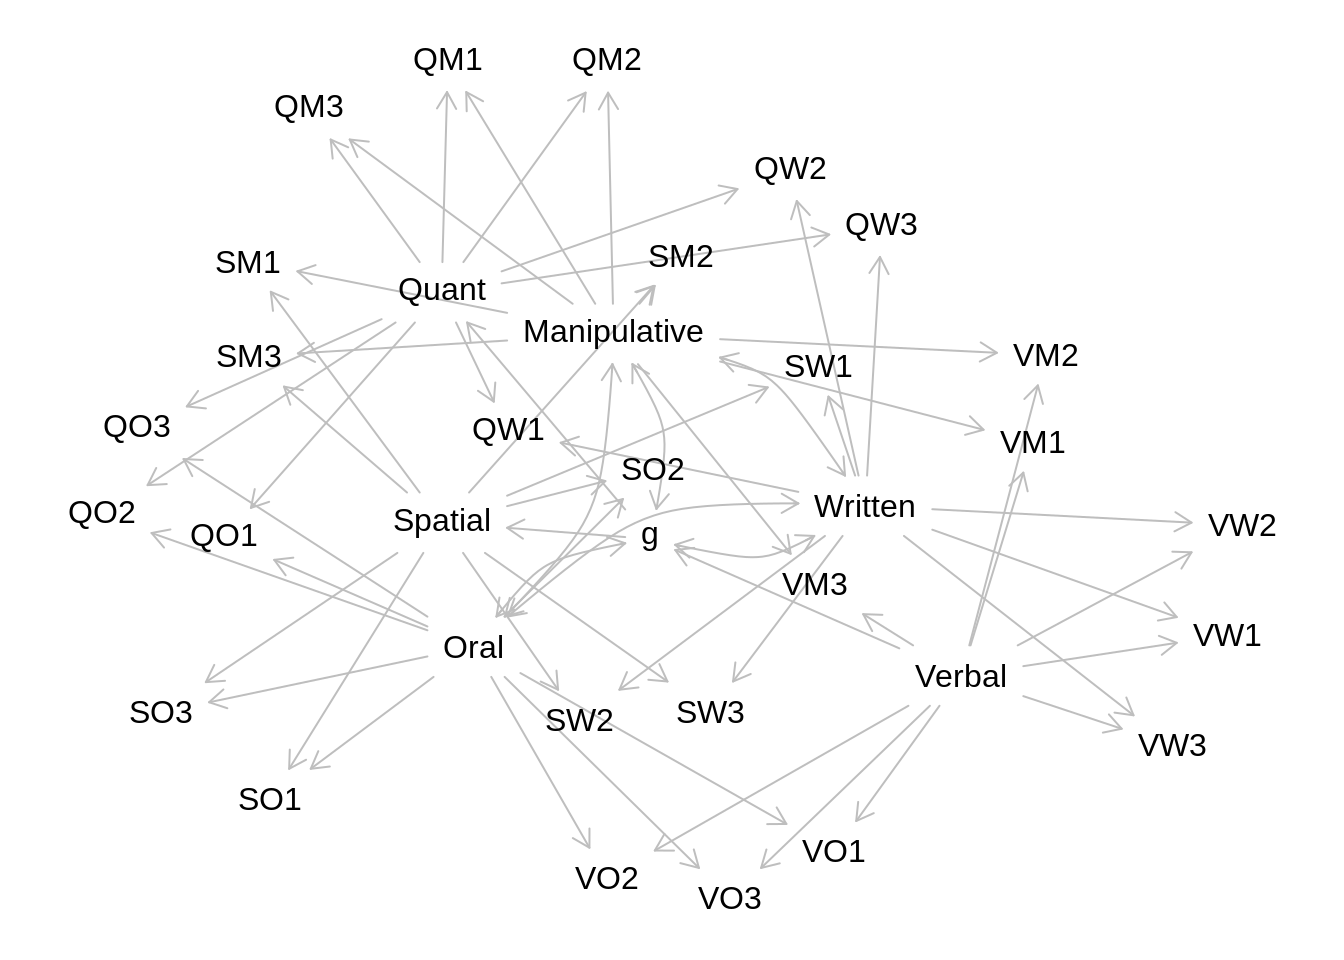 QM1
QM2
QM3
QW2
QW3
SM2
SM1
Quant
Manipulative
SM3
VM2
SW1
QO3
QW1
VM1
SO2
QO2
Written
Spatial
VW2
QO1
g
VM3
VW1
Oral
Verbal
SO3
SW2
SW3
VW3
SO1
VO1
VO2
VO3